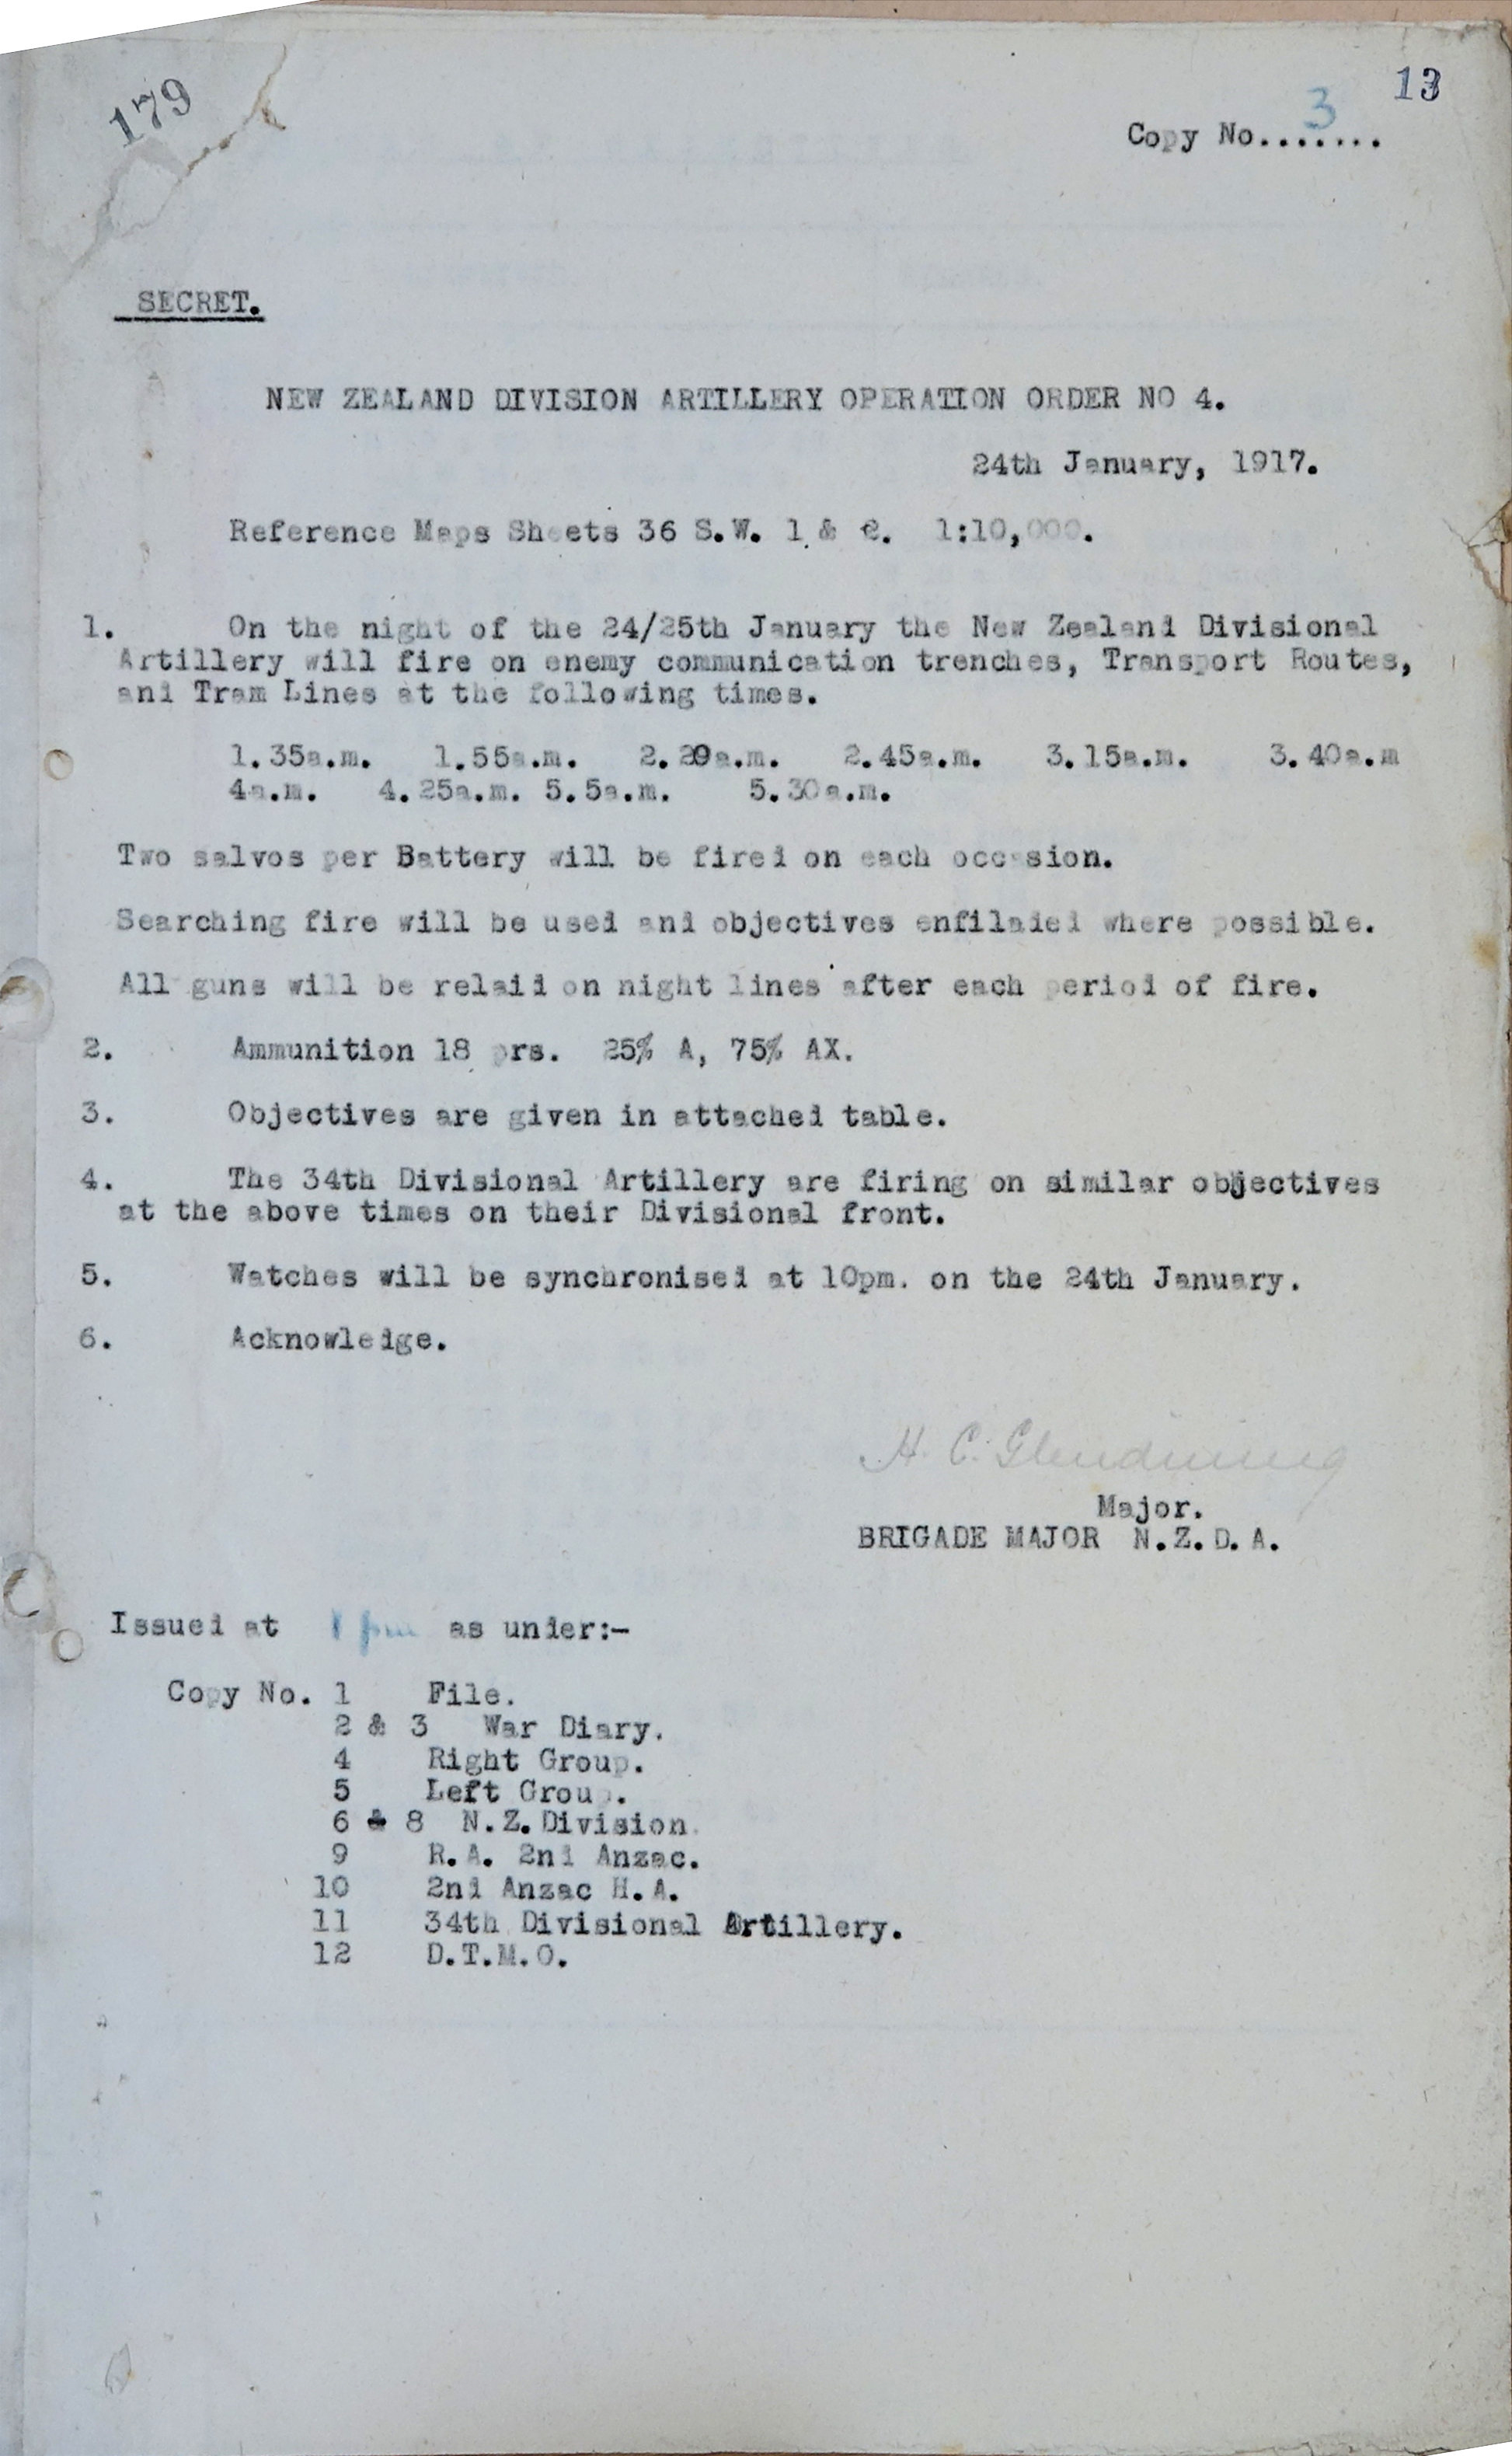 179
13
3
Copy No.......
SECRET.
NEW ZEALAND DIVISION ARTILLERY OPERATION ORDER NO 4.
24th January, 1917.
Reference Maps Sheets 36 S.W. 1 & 2. 1:10,000.
1. On the night of the 24/25th January the New Zealand Divisional
Artillery will fire on enemy communication trenches, Transport Routes,
and Tram Lines at the following times.
1.35a.m. 1.55a.m. 2.20a.m. 2.45a.m. 3.15a.m. 3.40a.m
4a.m. 4.25a.m. 5.5a.m. 5.30a.m.
Two salvos per Battery will be fired on each occasion.
Searching fire will be used and objectives enfiladed where possible.
All guns will be relaid on night lines after each period of fire.
2. Ammunition 18 prs. 25% A, 75% AX.
3. Objectives are given in attached table.
4. The 34th Divisional Artillery are firing on similar objectives
at the above times on their Divisional front.
5. Watches will be synchronised at 10pm. on the 24th January.
6. Acknowledge.
H. C. Glendinning
Major.
BRIGADE MAJOR N.Z.D.A.
Issued at 1 pm as under:-
Copy No. 1 File.
2 & 3 War Diary.
4 Right Group.
5 Left Group.
6 & 8 N.Z.Division.
9 R.A. 2nd Anzac.
10 2nd Anzac H.A.
11 34th Divisional Artillery.
12 D.T.M.O.